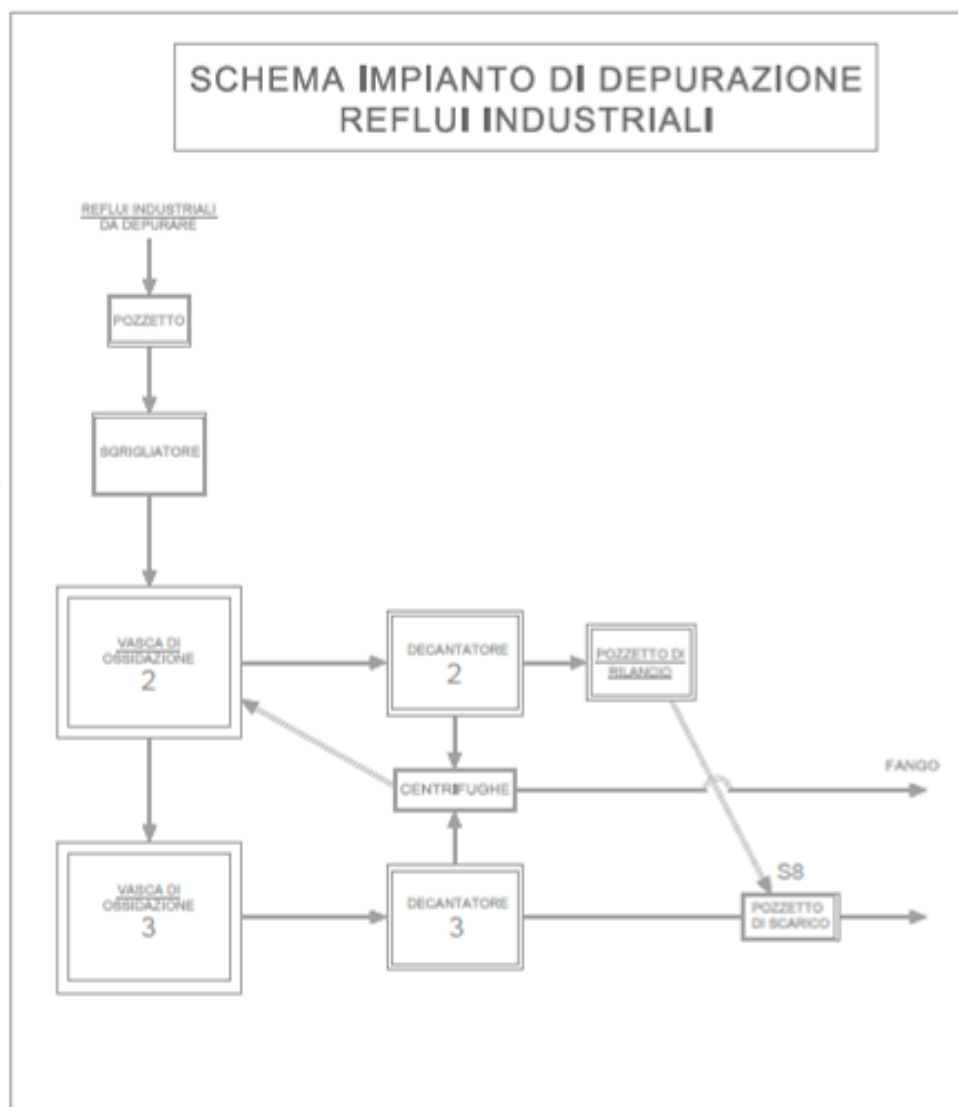 SCHEMA IMPIANTO DI DEPURAZIONE
REFLUI INDUSTRIALI
REFLUI INDUSTRIALI
DA DEPURARE
POZZETTO
SGRIGLIATORE
VASCA DI
OSSIDAZIONE
2
DECANTATORE
2
POZZETTO DI
RILANCIO
CENTRIFUGHE
FANGO
VASCA DI
OSSIDAZIONE
3
DECANTATORE
3
S8
POZZETTO
DI SCARICO